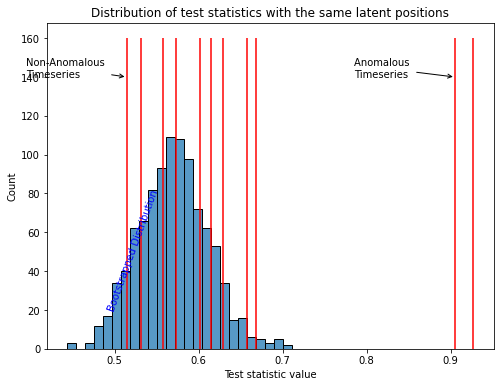 Distribution of test statistics with the same latent positions
160
140
120
100
80
60
40
20
0
Count
Non-Anomalous
Timeseries
Anomalous
Timeseries
Bootstrapped Distribution
0.5
0.6
0.7
0.8
0.9
Test statistic value